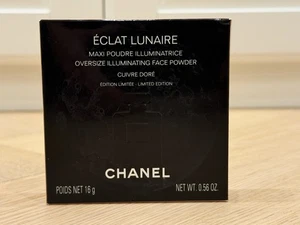 ÉCLAT LUNAIRE
MAXI POUDRE ILLUMINATRICE
OVERSIZE ILLUMINATING FACE POWDER
CUIVRE DORÉ
EDITION LIMITÉE · LIMITED EDITION
CHANEL
POIDS NET 16 g NET WT. 0.56 OZ.